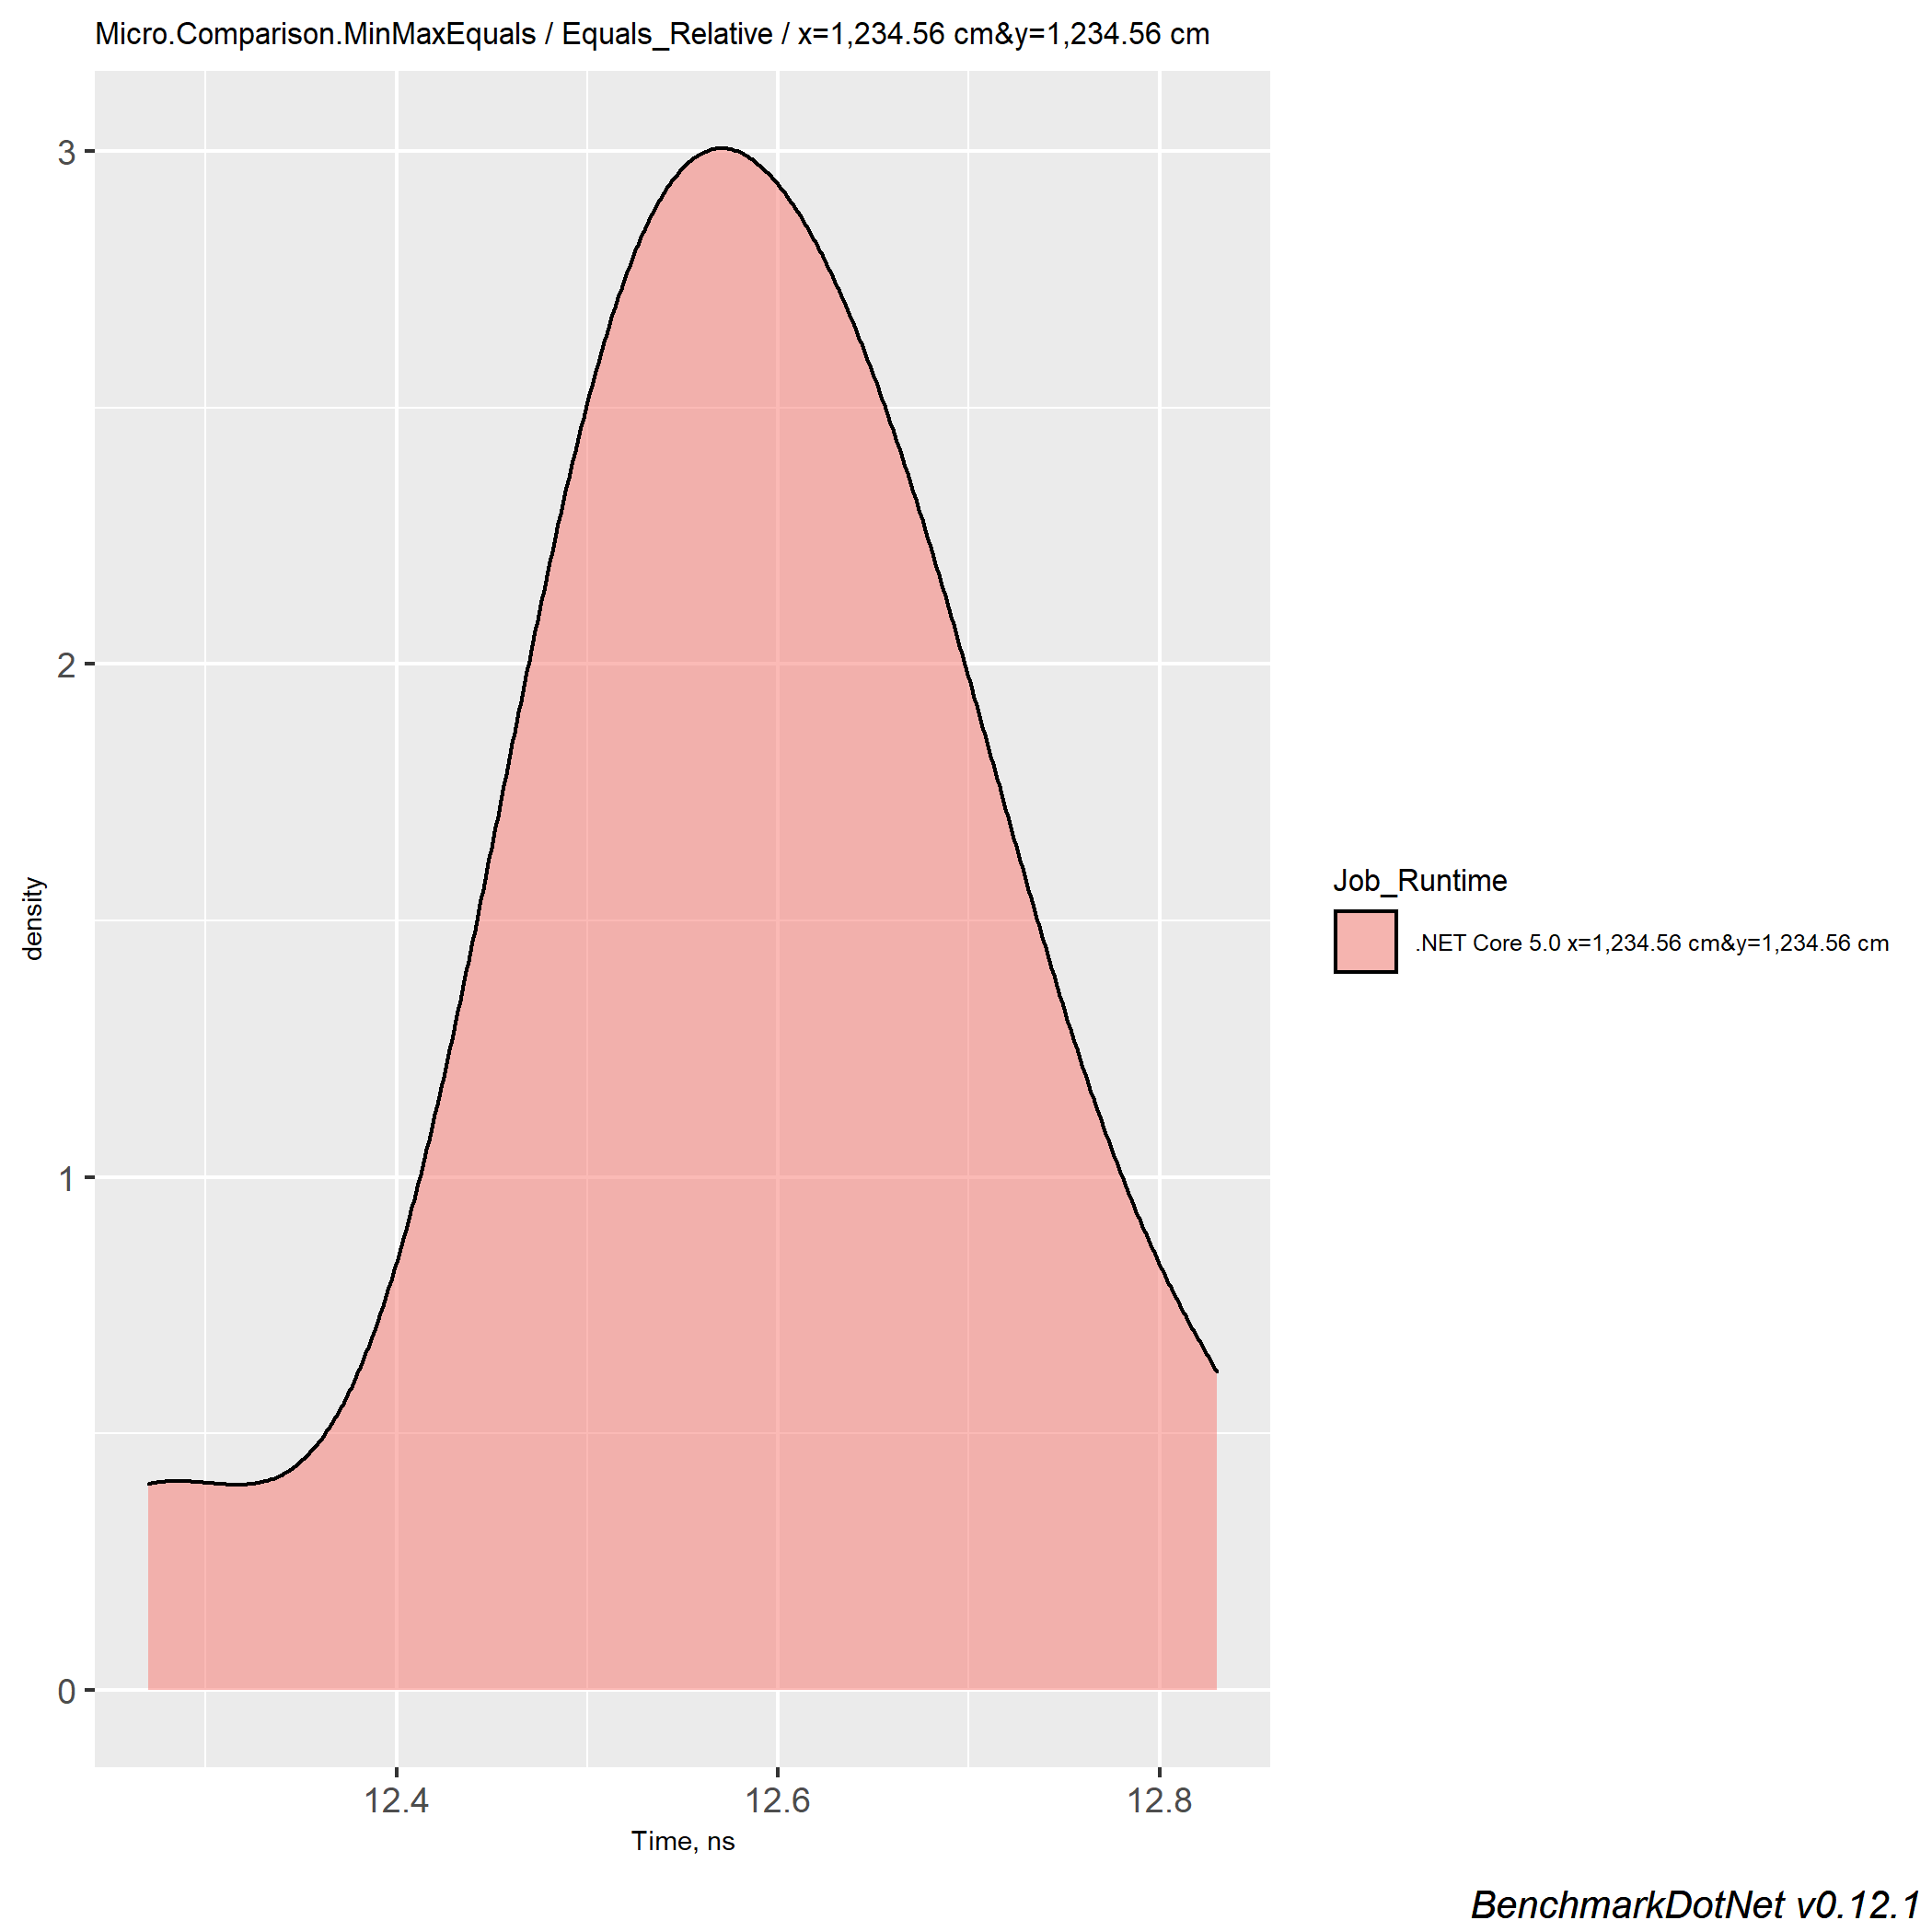 Micro.Comparison.MinMaxEquals / Equals_Relative / x=1,234.56 cm&y=1,234.56 cm
3
2
1
0
density
12.4 12.6 12.8
Time, ns
Job_Runtime
.NET Core 5.0 x=1,234.56 cm&y=1,234.56 cm
BenchmarkDotNet v0.12.1